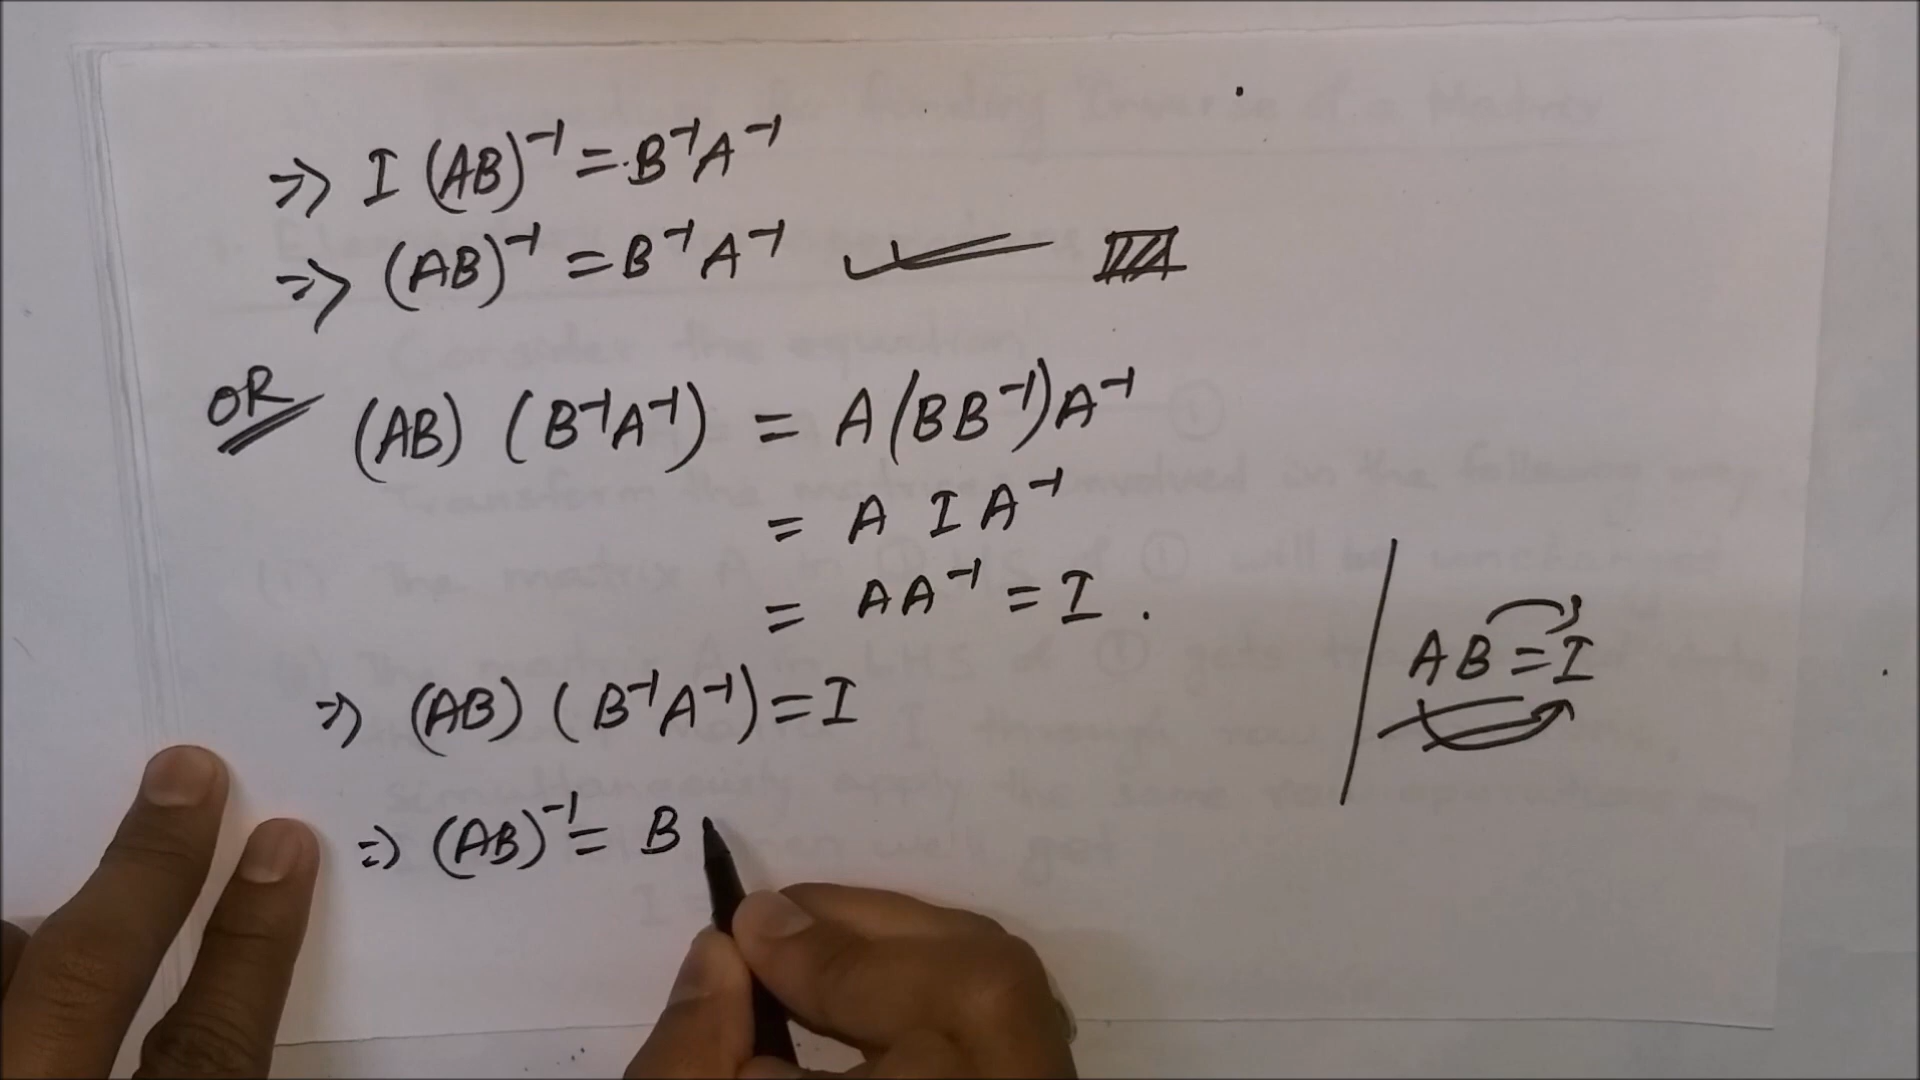 => I (AB)⁻¹ = B⁻¹A⁻¹
=> (AB)⁻¹ = B⁻¹A⁻¹
OR (AB) (B⁻¹A⁻¹) = A(BB⁻¹)A⁻¹
= A I A⁻¹
= AA⁻¹ = I .
=> (AB) (B⁻¹A⁻¹) = I
=> (AB)⁻¹ = B
AB = I